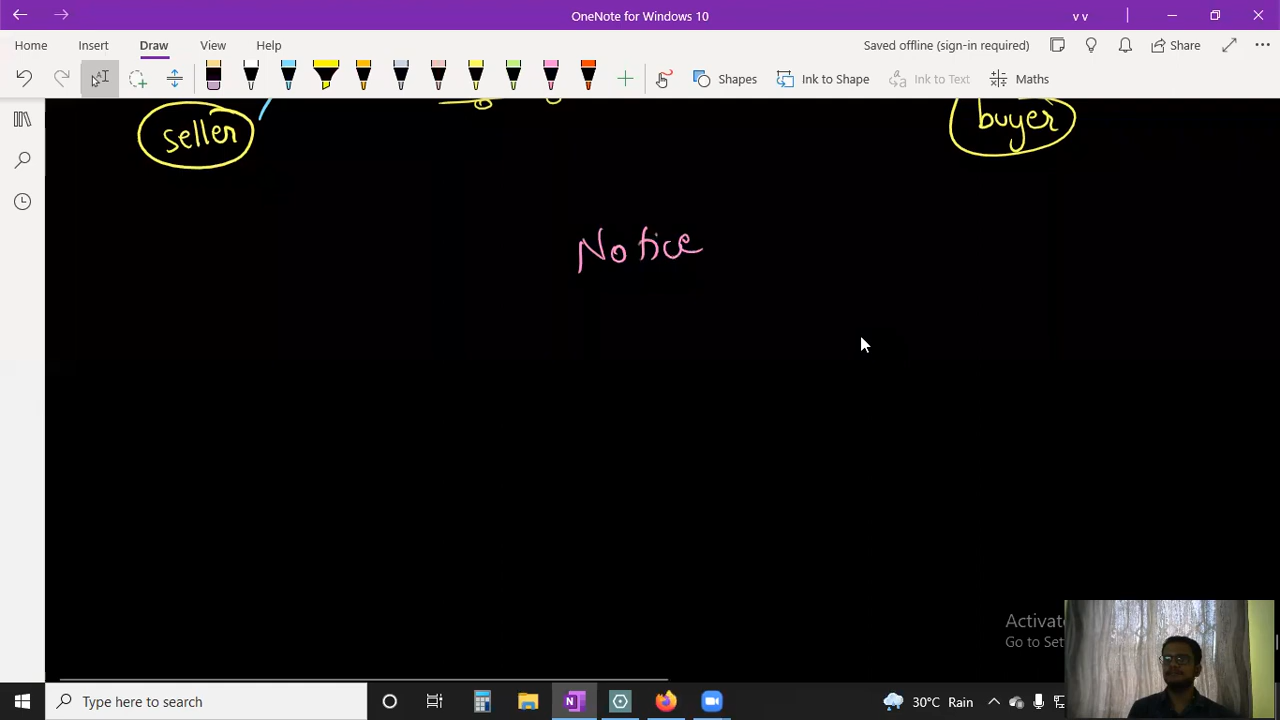 OneNote for Windows 10
v v
Home Insert Draw View Help
Saved offline (sign-in required)
Share
Shapes
Ink to Shape
Ink to Text
Maths
seller
buyer
Notice
Activat
Go to Set
Type here to search
30°C Rain